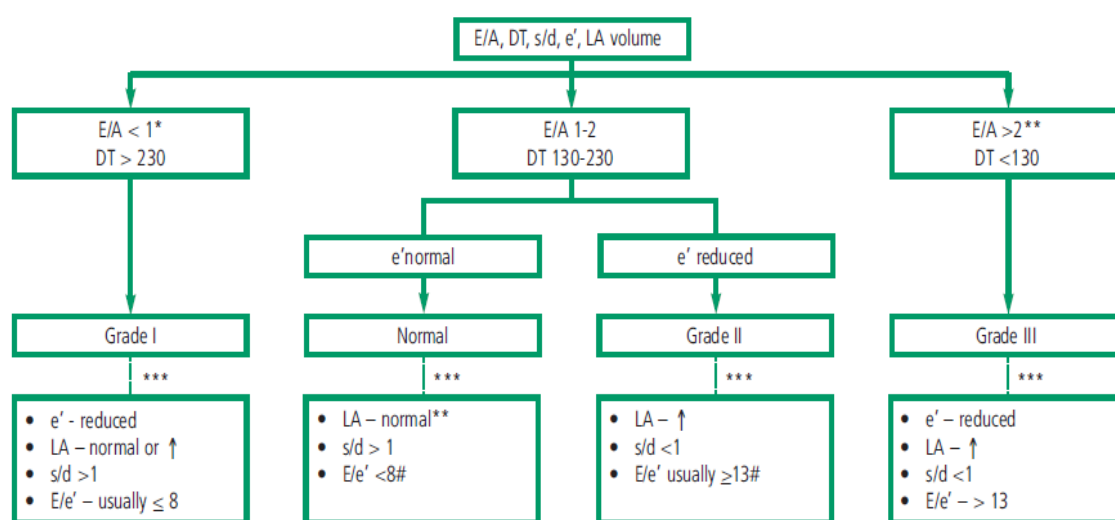 E/A, DT, s/d, e′, LA volume
E/A < 1*
DT > 230
E/A 1-2
DT 130-230
E/A >2**
DT <130
e′normal
e′ reduced
Grade I
Normal
Grade II
Grade III
***
***
***
***
• e′ - reduced
• LA – normal or ↑
• s/d >1
• E/e′ – usually ≤ 8
• LA – normal**
• s/d > 1
• E/e′ <8#
• LA – ↑
• s/d <1
• E/e′ usually ≥13#
• e′ – reduced
• LA – ↑
• s/d <1
• E/e′ – > 13